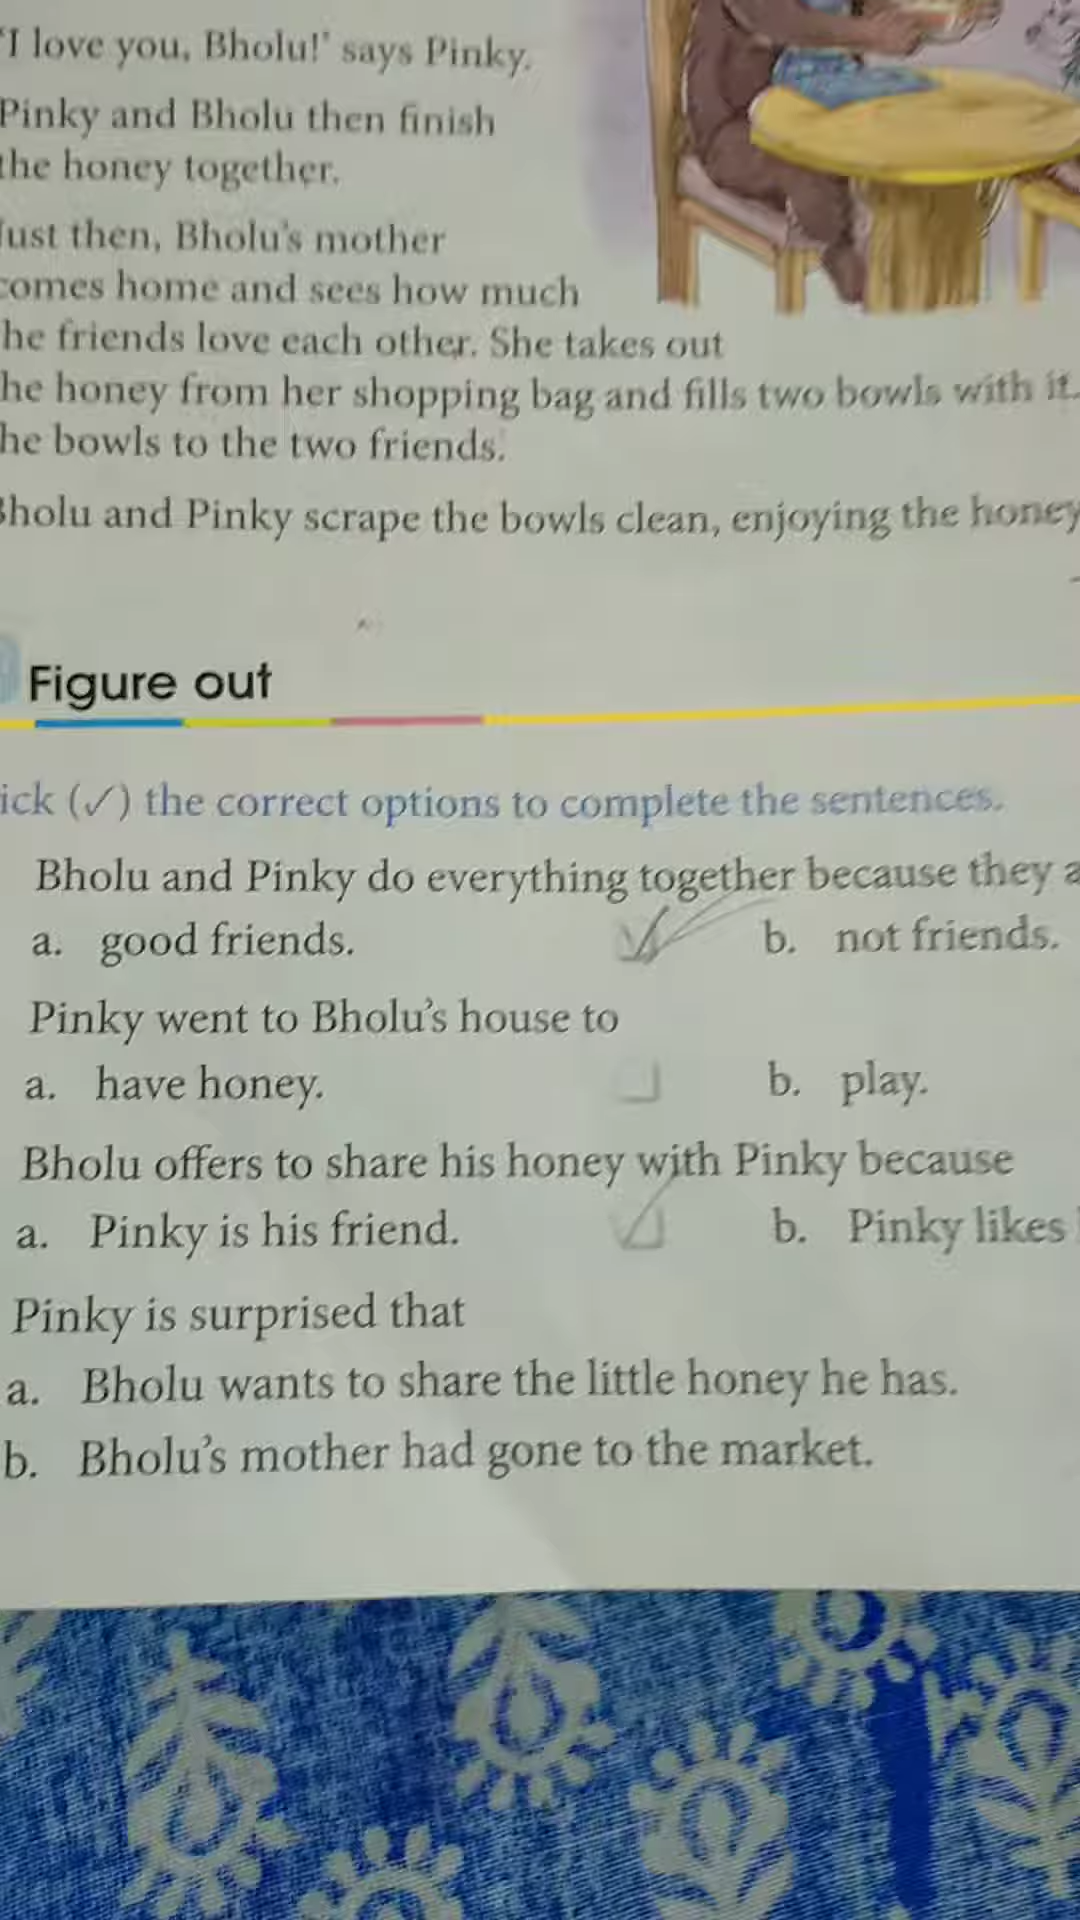 'I love you, Bholu!' says Pinky.
Pinky and Bholu then finish
the honey together.
Just then, Bholu's mother
comes home and sees how much
he friends love each other. She takes out
he honey from her shopping bag and fills two bowls with it.
he bowls to the two friends.
Bholu and Pinky scrape the bowls clean, enjoying the honey
Figure out
ick (✓) the correct options to complete the sentences.
Bholu and Pinky do everything together because they a
a. good friends. b. not friends.
Pinky went to Bholu's house to
a. have honey. b. play.
Bholu offers to share his honey with Pinky because
a. Pinky is his friend. b. Pinky likes
Pinky is surprised that
a. Bholu wants to share the little honey he has.
b. Bholu's mother had gone to the market.